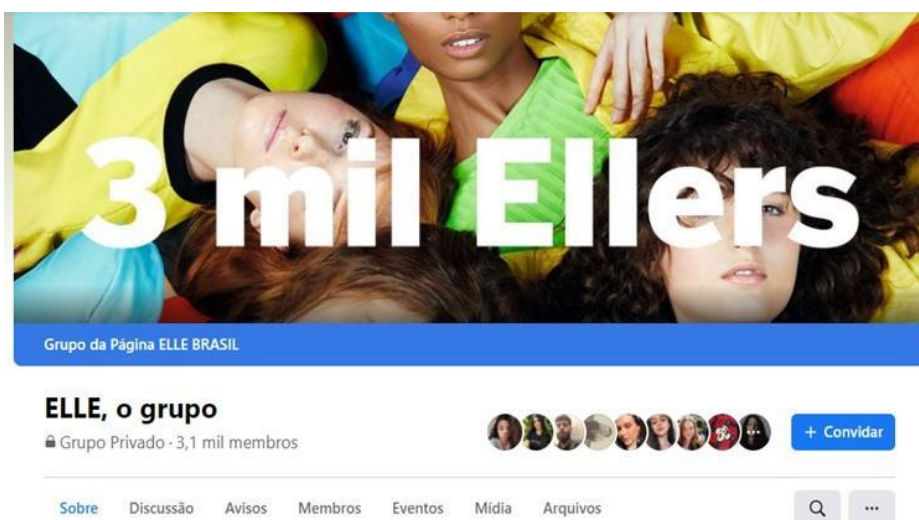 3 mil Ellers
Grupo da Página ELLE BRASIL
ELLE, o grupo
Grupo Privado · 3,1 mil membros
+ Convidar
Sobre Discussão Avisos Membros Eventos Mídia Arquivos